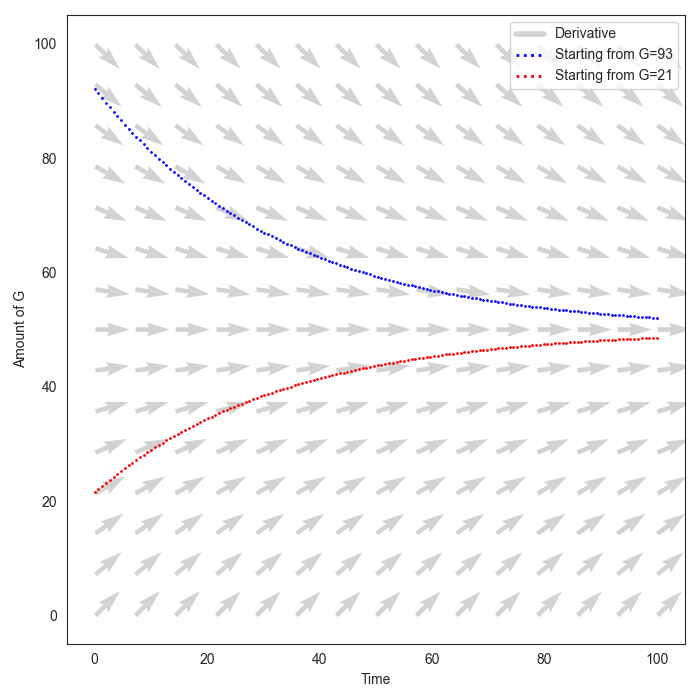 Derivative
Starting from G=93
Starting from G=21
Amount of G
100
80
60
40
20
0
0 20 40 60 80 100
Time